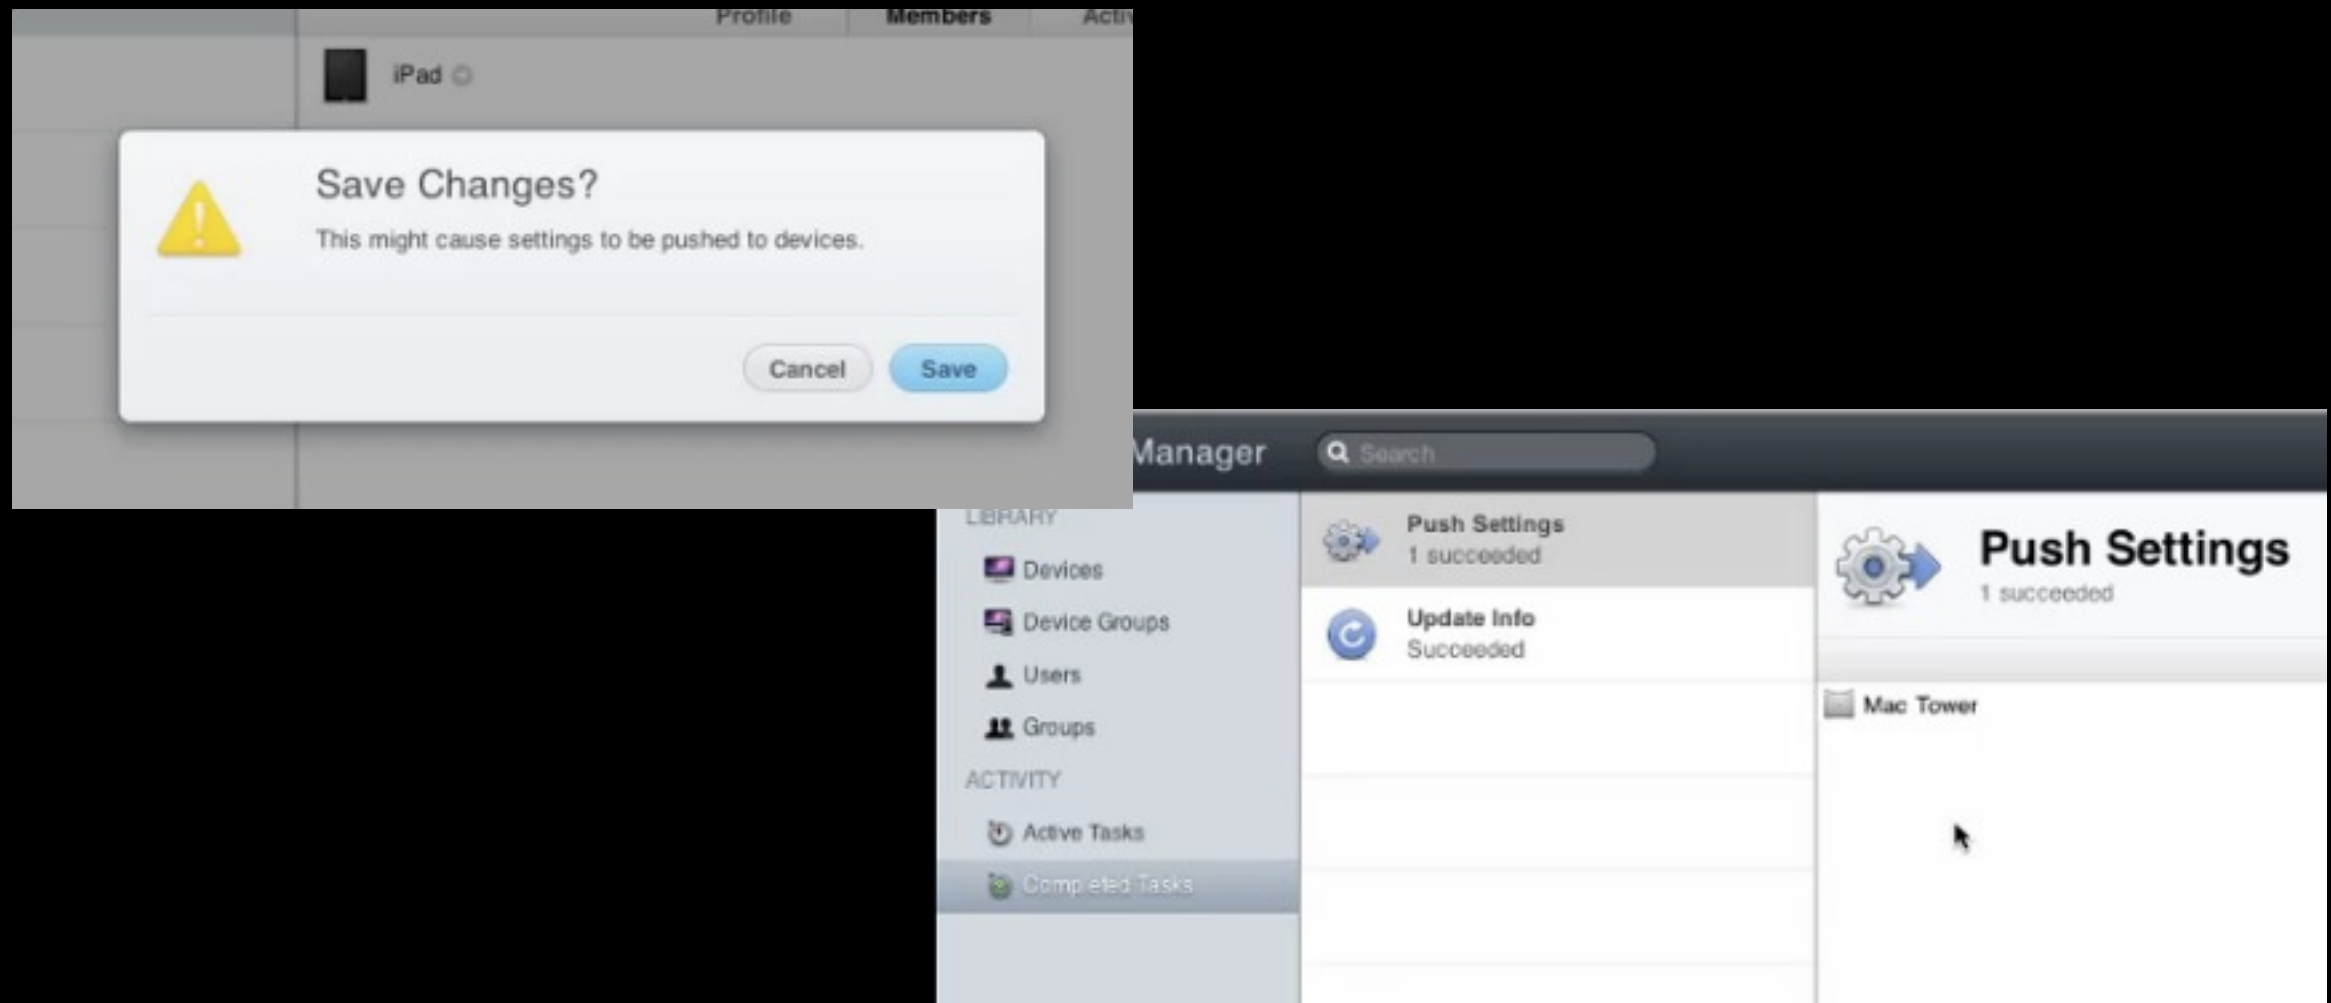 Profile
Members
iPad
Save Changes?
This might cause settings to be pushed to devices.
Cancel
Save
Manager
Search
LIBRARY
Devices
Device Groups
Users
Groups
ACTIVITY
Active Tasks
Completed Tasks
Push Settings
1 succeeded
Update Info
Succeeded
Push Settings
1 succeeded
Mac Tower